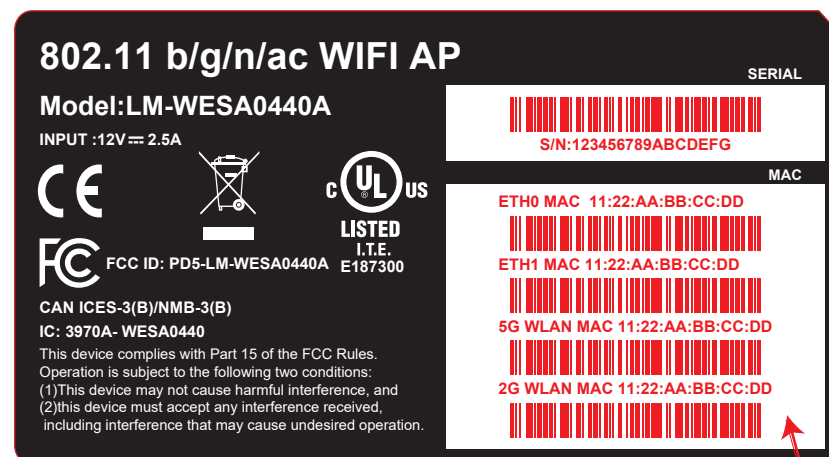 802.11 b/g/n/ac WIFI AP
Model:LM-WESA0440A
INPUT :12V⎓ 2.5A
CE
C UL US
LISTED
I.T.E.
E187300
FC FCC ID: PD5-LM-WESA0440A
CAN ICES-3(B)/NMB-3(B)
IC: 3970A- WESA0440
This device complies with Part 15 of the FCC Rules.
Operation is subject to the following two conditions:
(1)This device may not cause harmful interference, and
(2)this device must accept any interference received,
including interference that may cause undesired operation.
SERIAL
S/N:123456789ABCDEFG
MAC
ETH0 MAC 11:22:AA:BB:CC:DD
ETH1 MAC 11:22:AA:BB:CC:DD
5G WLAN MAC 11:22:AA:BB:CC:DD
2G WLAN MAC 11:22:AA:BB:CC:DD